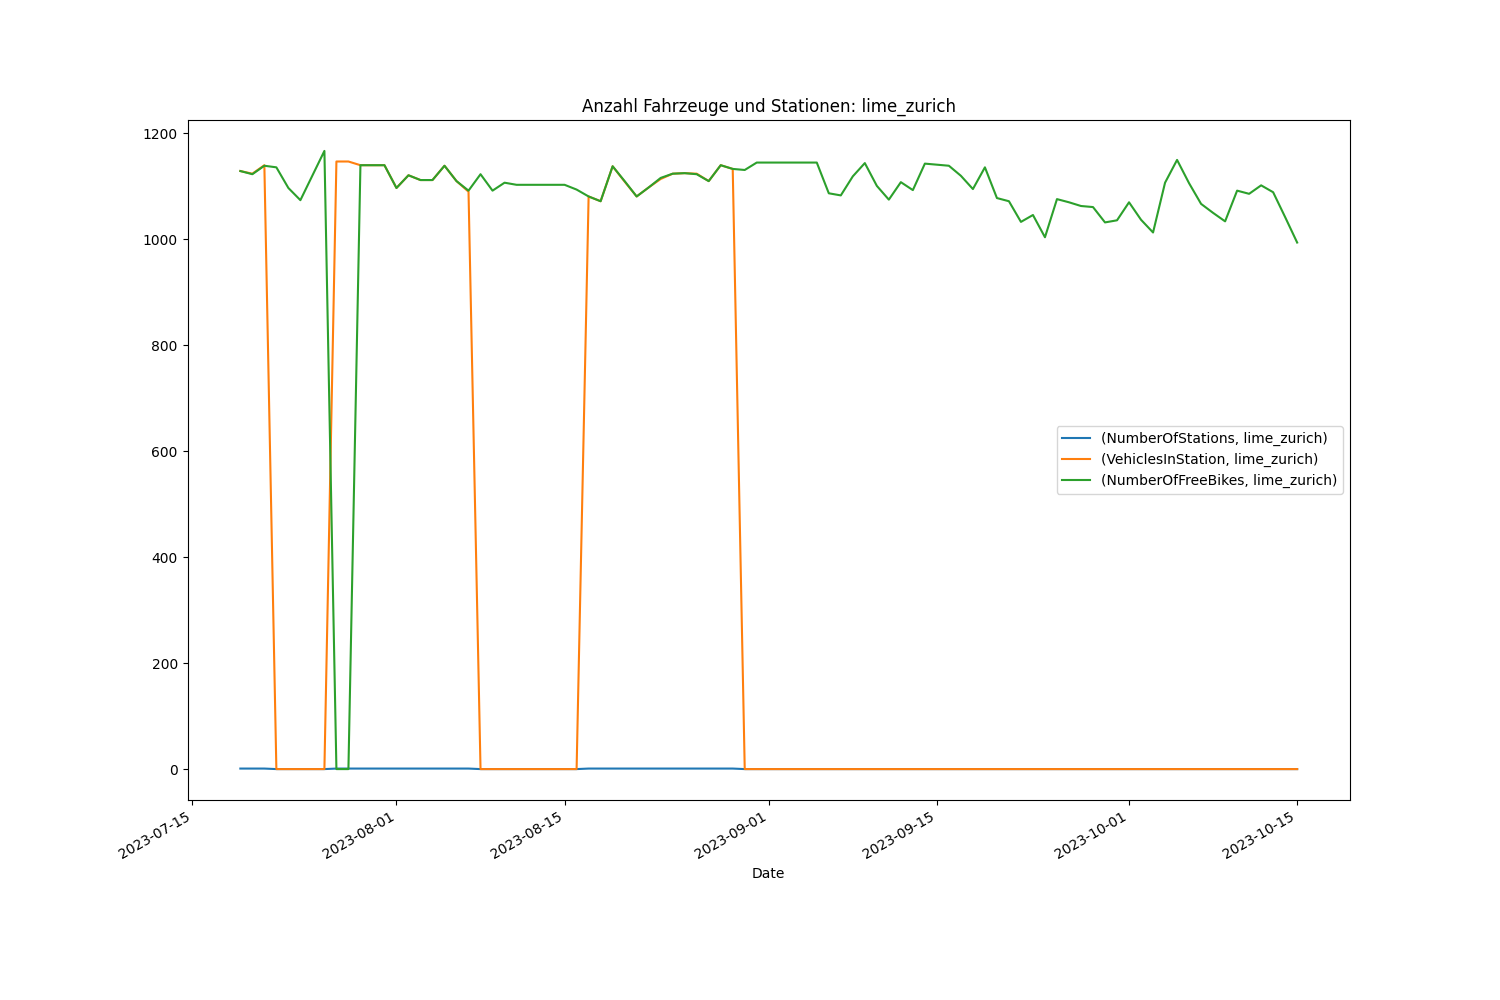 Anzahl Fahrzeuge und Stationen: lime_zurich
1200
1000
800
600
400
200
0
(NumberOfStations, lime_zurich)
(VehiclesInStation, lime_zurich)
(NumberOfFreeBikes, lime_zurich)
2023-07-15
2023-08-01
2023-08-15
2023-09-01
2023-09-15
2023-10-01
2023-10-15
Date